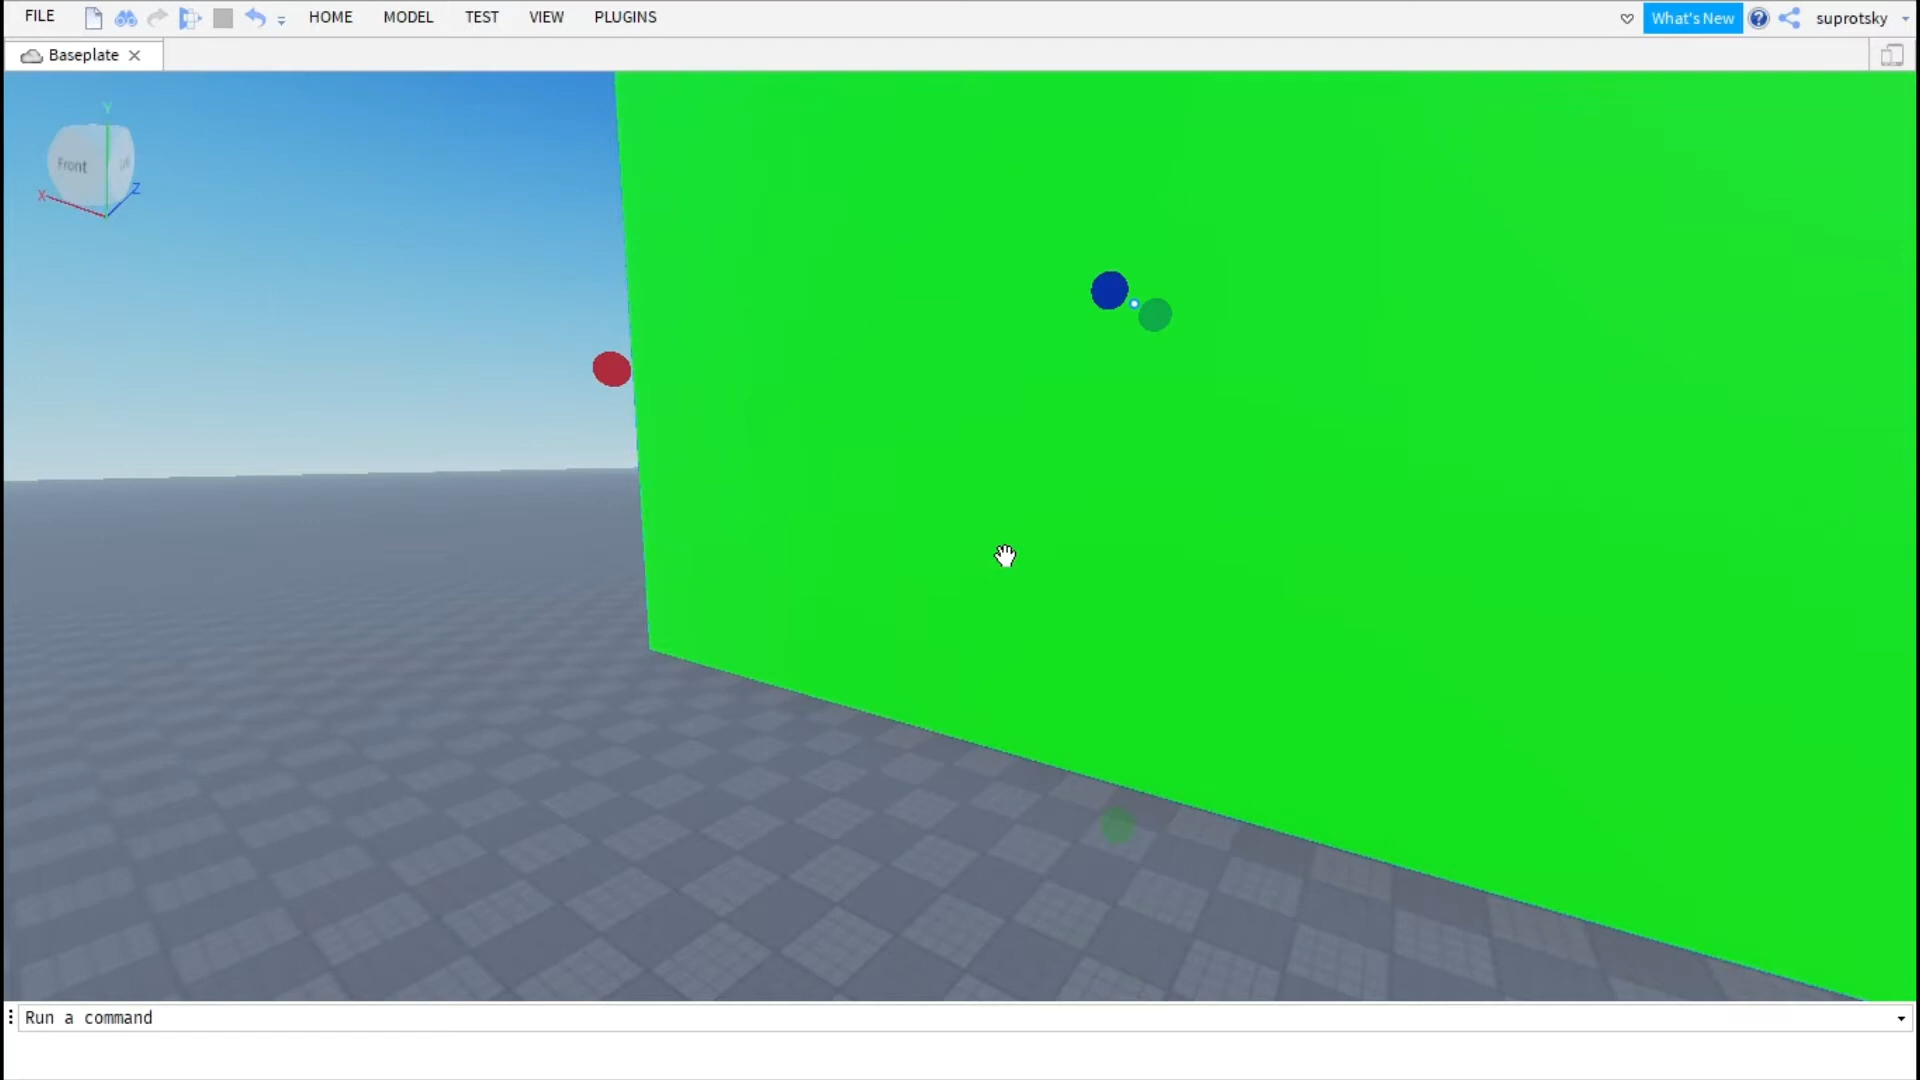 FILE HOME MODEL TEST VIEW PLUGINS What's New suprotsky
Baseplate
Y
Front
X Z
Run a command